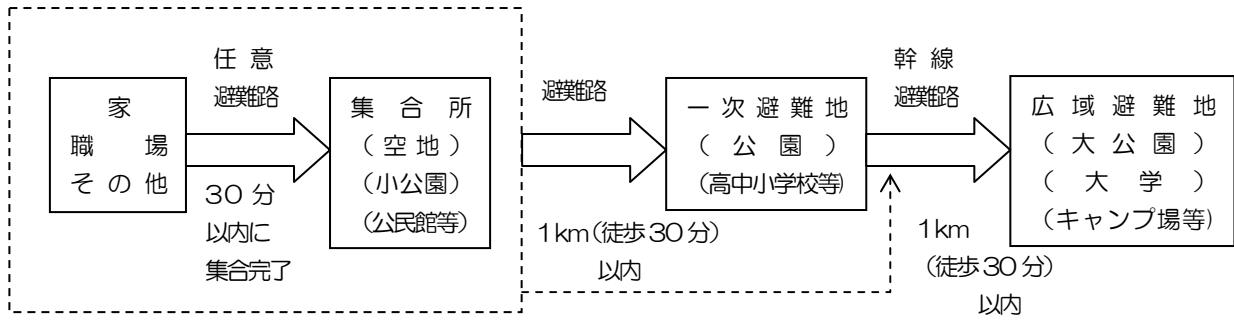 家
職場
その他
任意
避難路
30分
以内に
集合完了
集合所
(空地)
(小公園)
(公民館等)
避難路
1km(徒歩30分)
以内
一次避難地
(公園)
(高中小学校等)
幹線
避難路
1km
(徒歩30分)
以内
広域避難地
(大公園)
(大学)
(キャンプ場等)